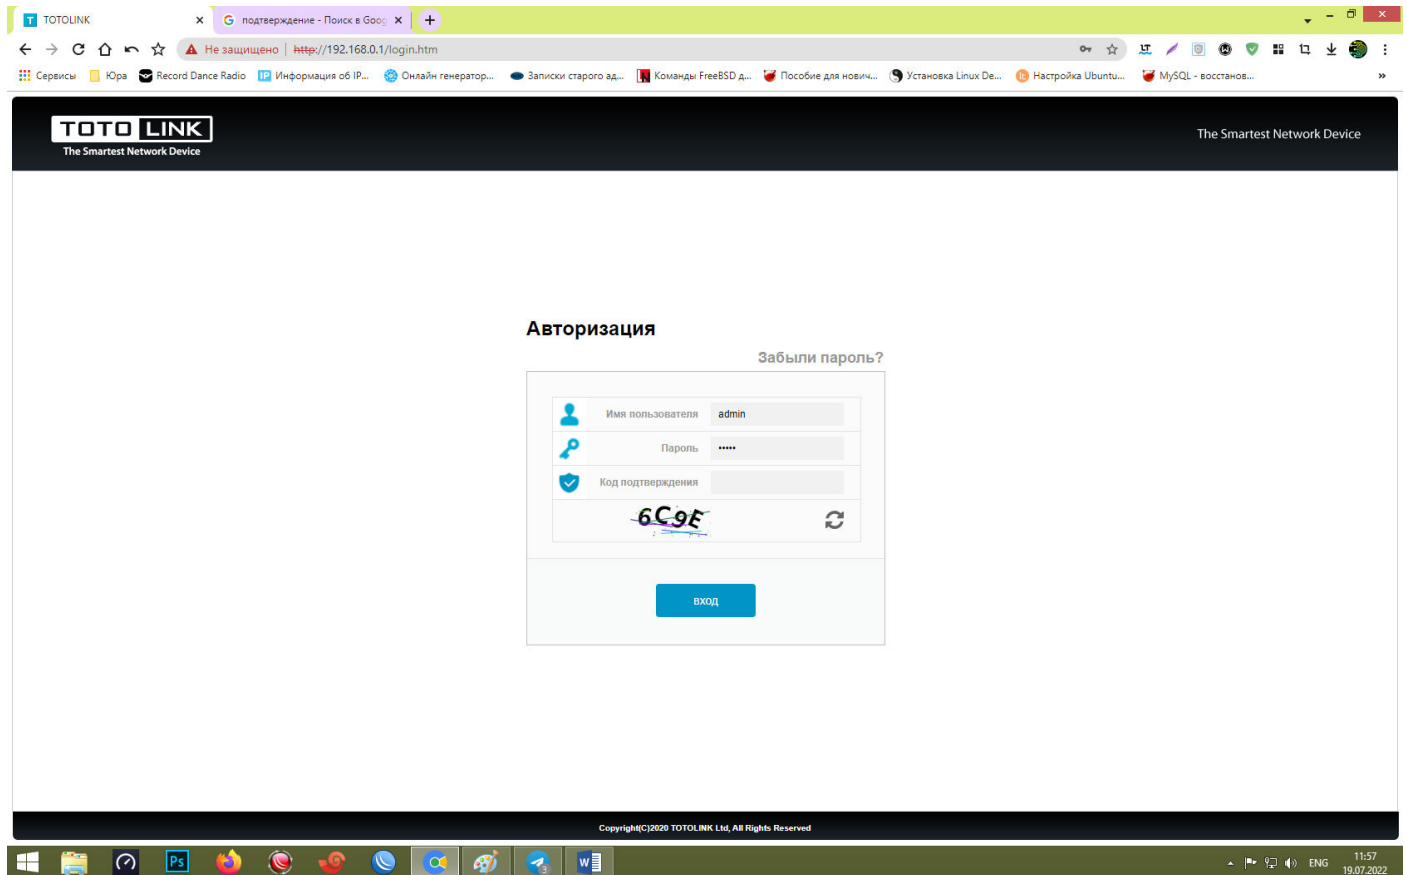 TOTOLINK
подтверждение - Поиск в Goog
Не защищено | http://192.168.0.1/login.htm
Сервисы Юра Record Dance Radio Информация об IP... Онлайн генератор... Записки старого ад... Команды FreeBSD д... Пособие для нович... Установка Linux De... Настройка Ubuntu... MySQL - восстанов... »
TOTO LINK
The Smartest Network Device
The Smartest Network Device
Авторизация
Забыли пароль?
Имя пользователя admin
Пароль •••••
Код подтверждения
6C9E
вход
Copyright(C)2020 TOTOLINK Ltd, All Rights Reserved
ENG 11:57
19.07.2022